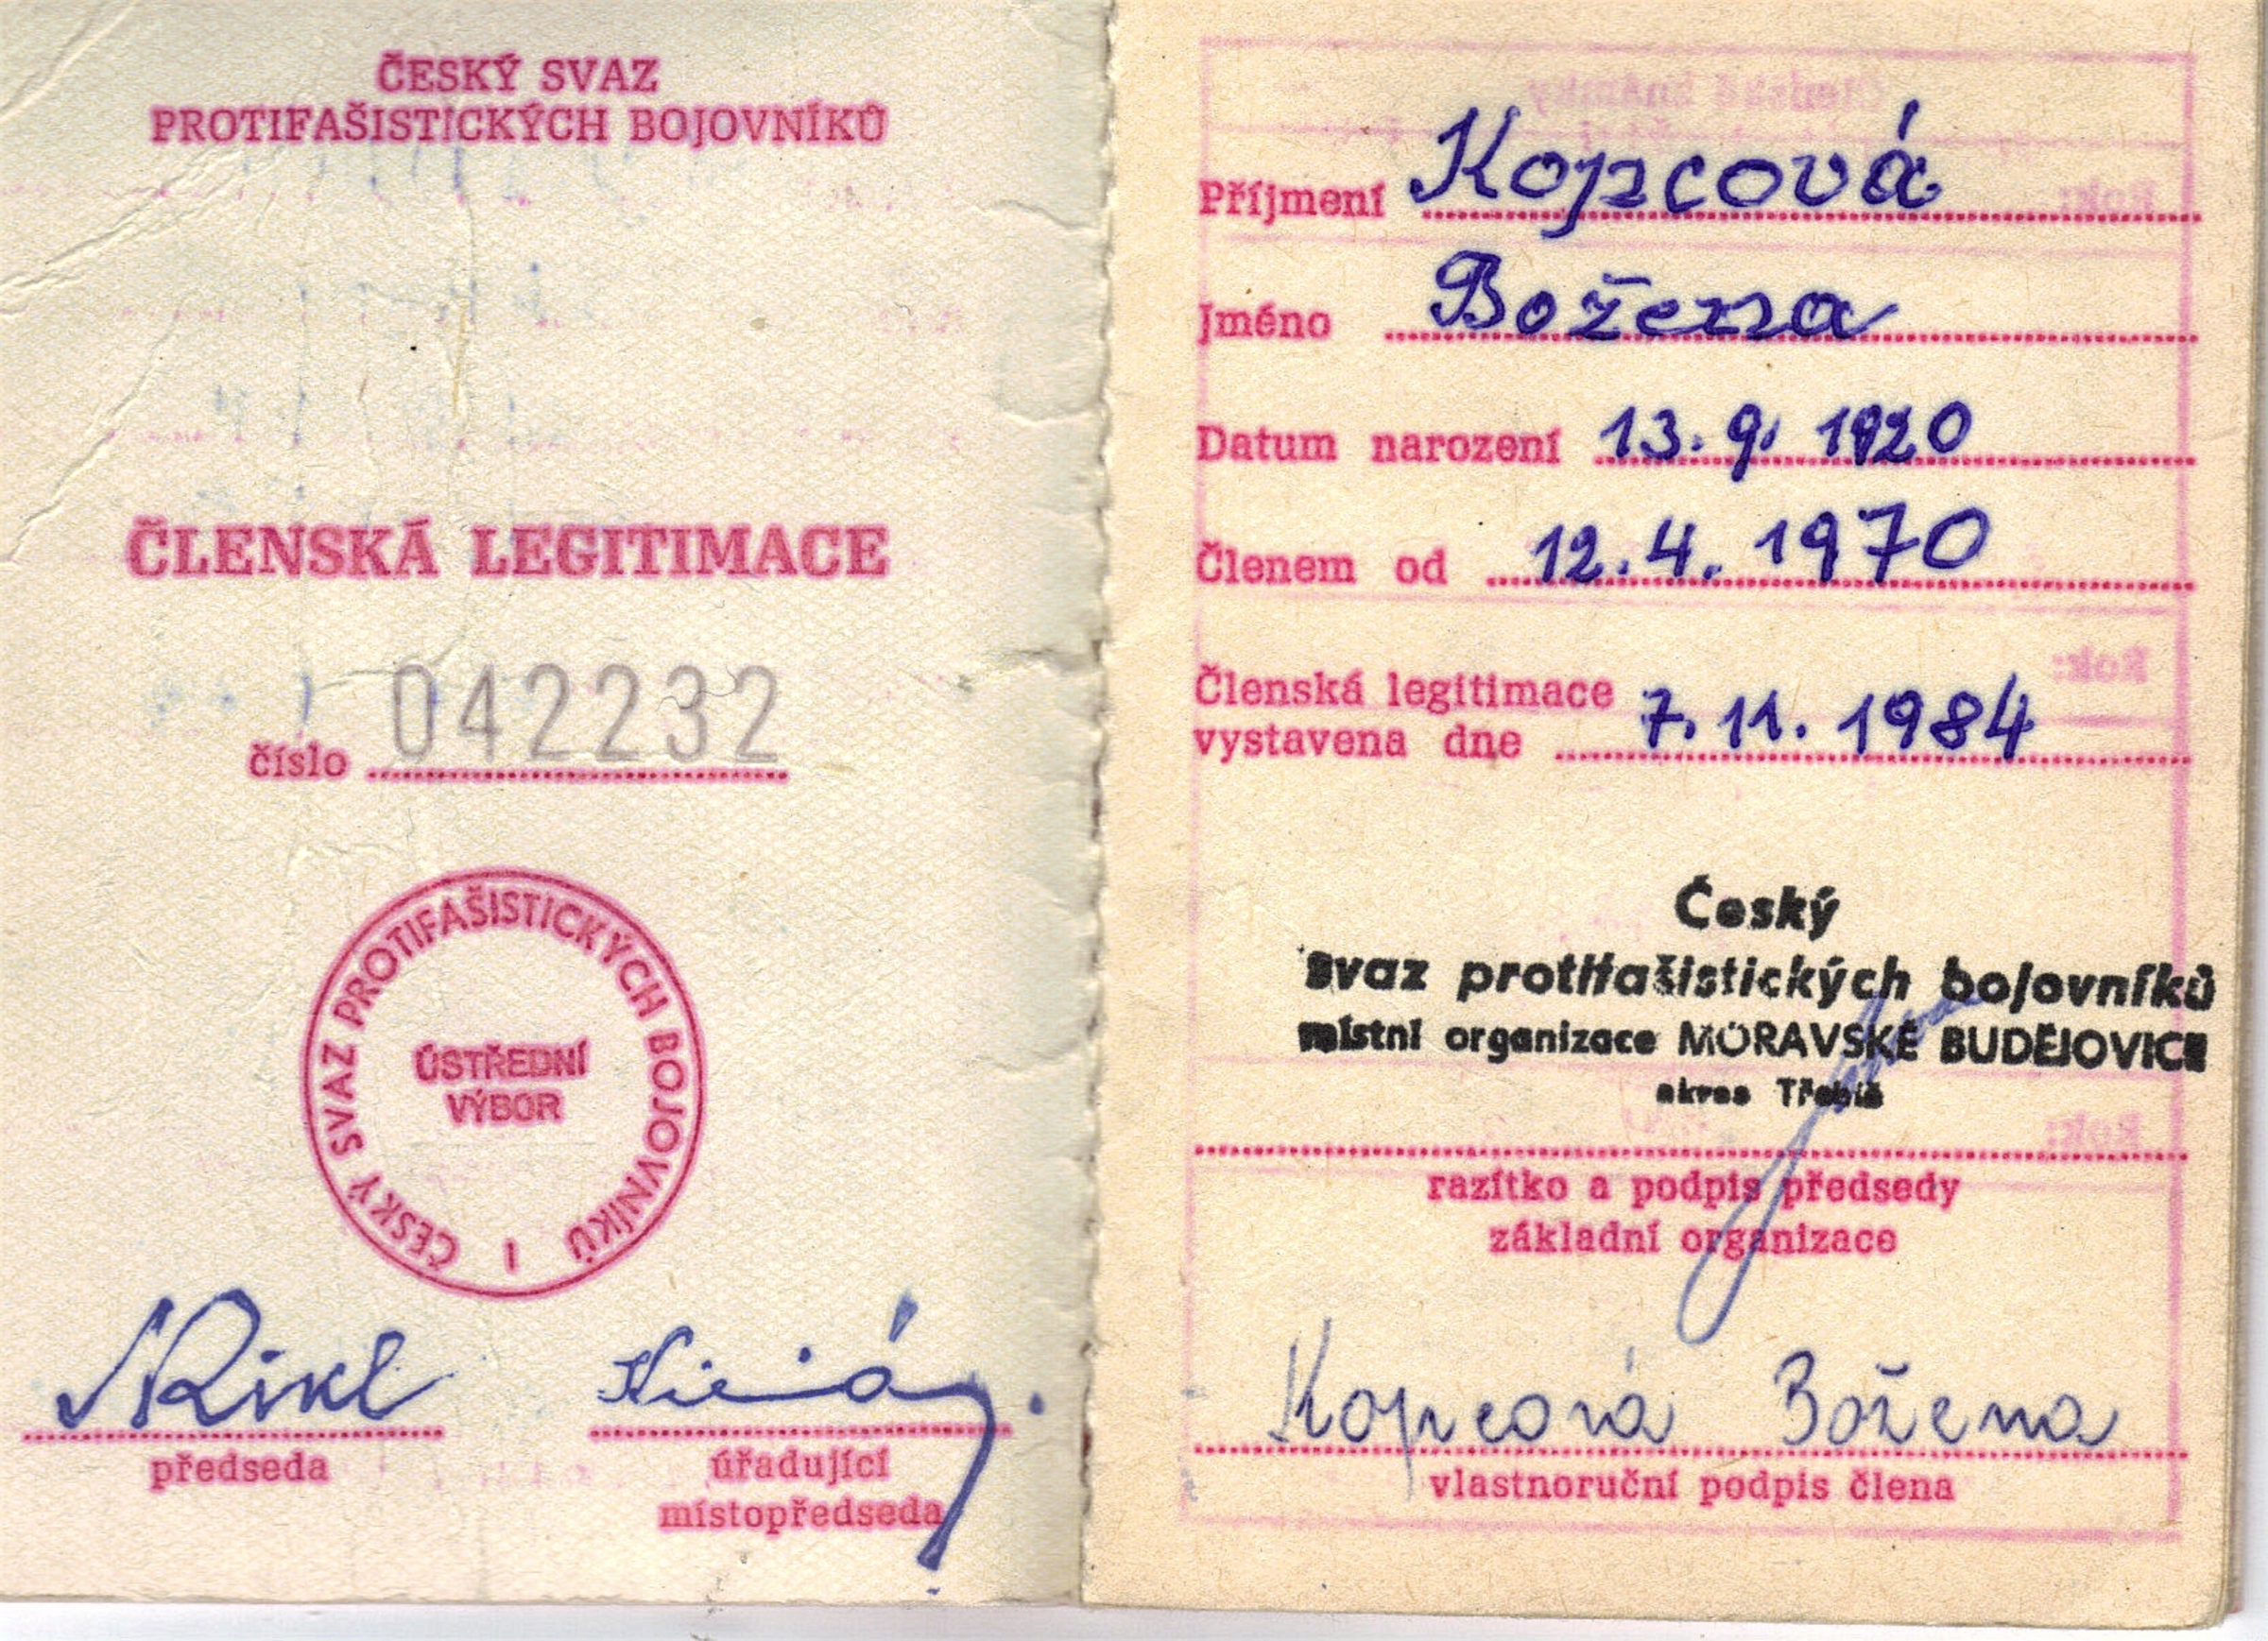 ČESKÝ SVAZ
PROTIFAŠISTICKÝCH BOJOVNÍKŮ
ČLENSKÁ LEGITIMACE
číslo 042232
ČESKÝ SVAZ PROTIFAŠISTICKÝCH BOJOVNÍKŮ 1
ÚSTŘEDNÍ
VÝBOR
předseda
úřadující
místopředseda
Příjmení Kopcová
Jméno Božena
Datum narození 13. 9. 1920
Členem od 12. 4. 1970
Členská legitimace
vystavena dne 7. 11. 1984
Český
svaz protifašistických bojovníků
místní organizace MORAVSKÉ BUDĚJOVICE
okres Třebíč
razítko a podpis předsedy
základní organizace
Kopcová Božena
vlastnoruční podpis člena